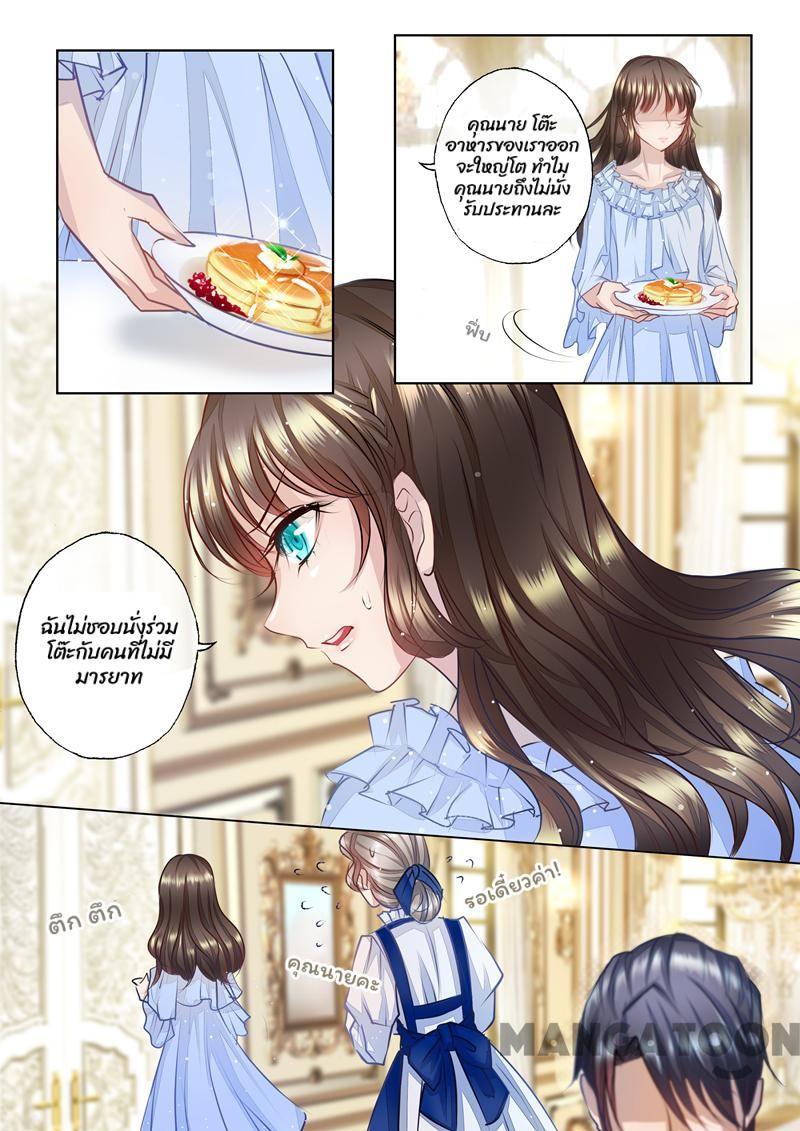 คุณนาย โต๊ะ
อาหารของเราออก
จะใหญ่โต ทำไม
คุณนายถึงไม่นั่ง
รับประทานละ
ฟิ่บ
ฉันไม่ชอบนั่งร่วม
โต๊ะกับคนที่ไม่มี
มารยาท
ตึก ตึก
รอเดี๋ยวค่า!
คุณนายคะ
MANGATOON